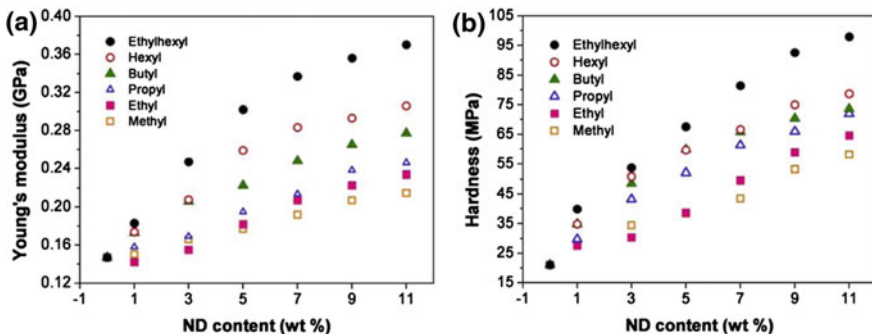 (a)
Young's modulus (GPa)
0.40
0.36
0.32
0.28
0.24
0.20
0.16
0.12
Ethylhexyl
Hexyl
Butyl
Propyl
Ethyl
Methyl
-1 1 3 5 7 9 11
ND content (wt %)
(b)
Hardness (MPa)
105
95
85
75
65
55
45
35
25
15
Ethylhexyl
Hexyl
Butyl
Propyl
Ethyl
Methyl
-1 1 3 5 7 9 11
ND content (wt %)